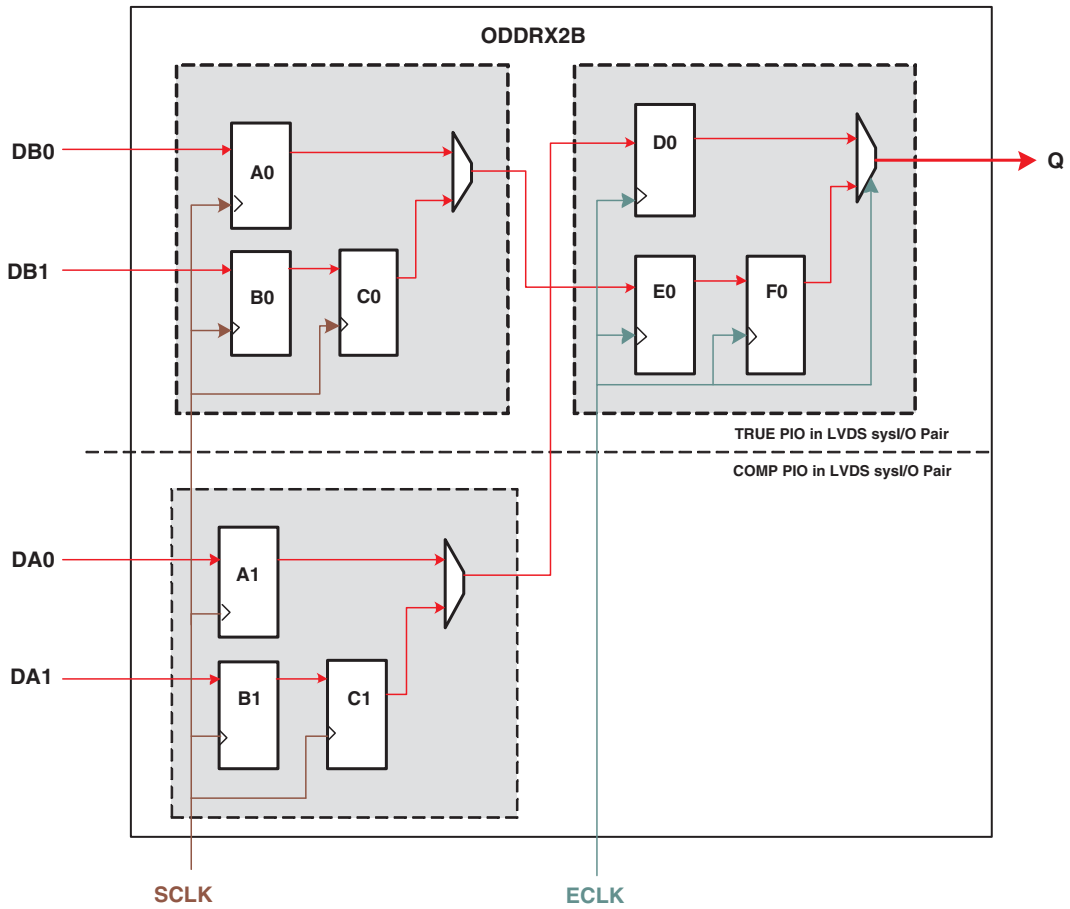 ODDRX2B
DB0
A0
D0
Q
DB1
B0
C0
E0
F0
TRUE PIO in LVDS sysI/O Pair
COMP PIO in LVDS sysI/O Pair
DA0
A1
DA1
B1
C1
SCLK
ECLK